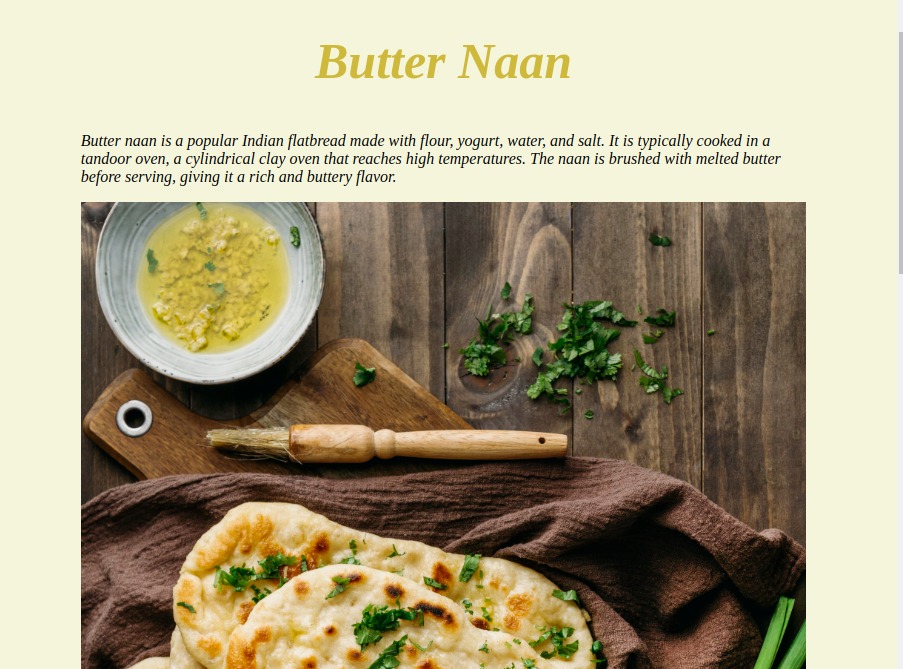 Butter Naan
Butter naan is a popular Indian flatbread made with flour, yogurt, water, and salt. It is typically cooked in a
tandoor oven, a cylindrical clay oven that reaches high temperatures. The naan is brushed with melted butter
before serving, giving it a rich and buttery flavor.